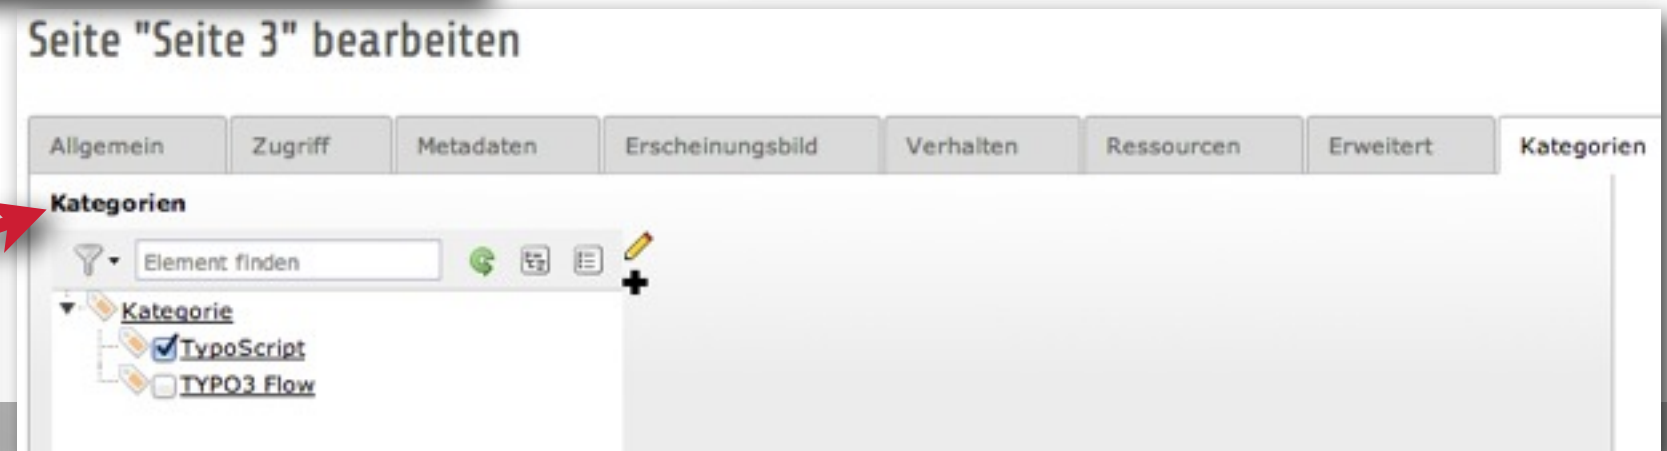 Seite "Seite 3" bearbeiten
Allgemein Zugriff Metadaten Erscheinungsbild Verhalten Ressourcen Erweitert Kategorien
Kategorien
Element finden
Kategorie
TypoScript
TYPO3 Flow